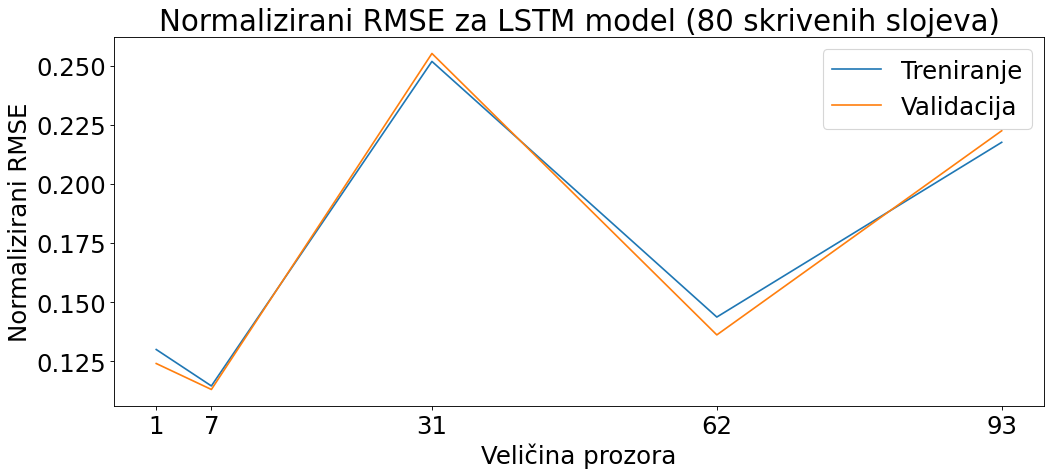 Normalizirani RMSE za LSTM model (80 skrivenih slojeva)
Treniranje
Validacija
Normalizirani RMSE
0.250
0.225
0.200
0.175
0.150
0.125
1 7 31 62 93
Veličina prozora